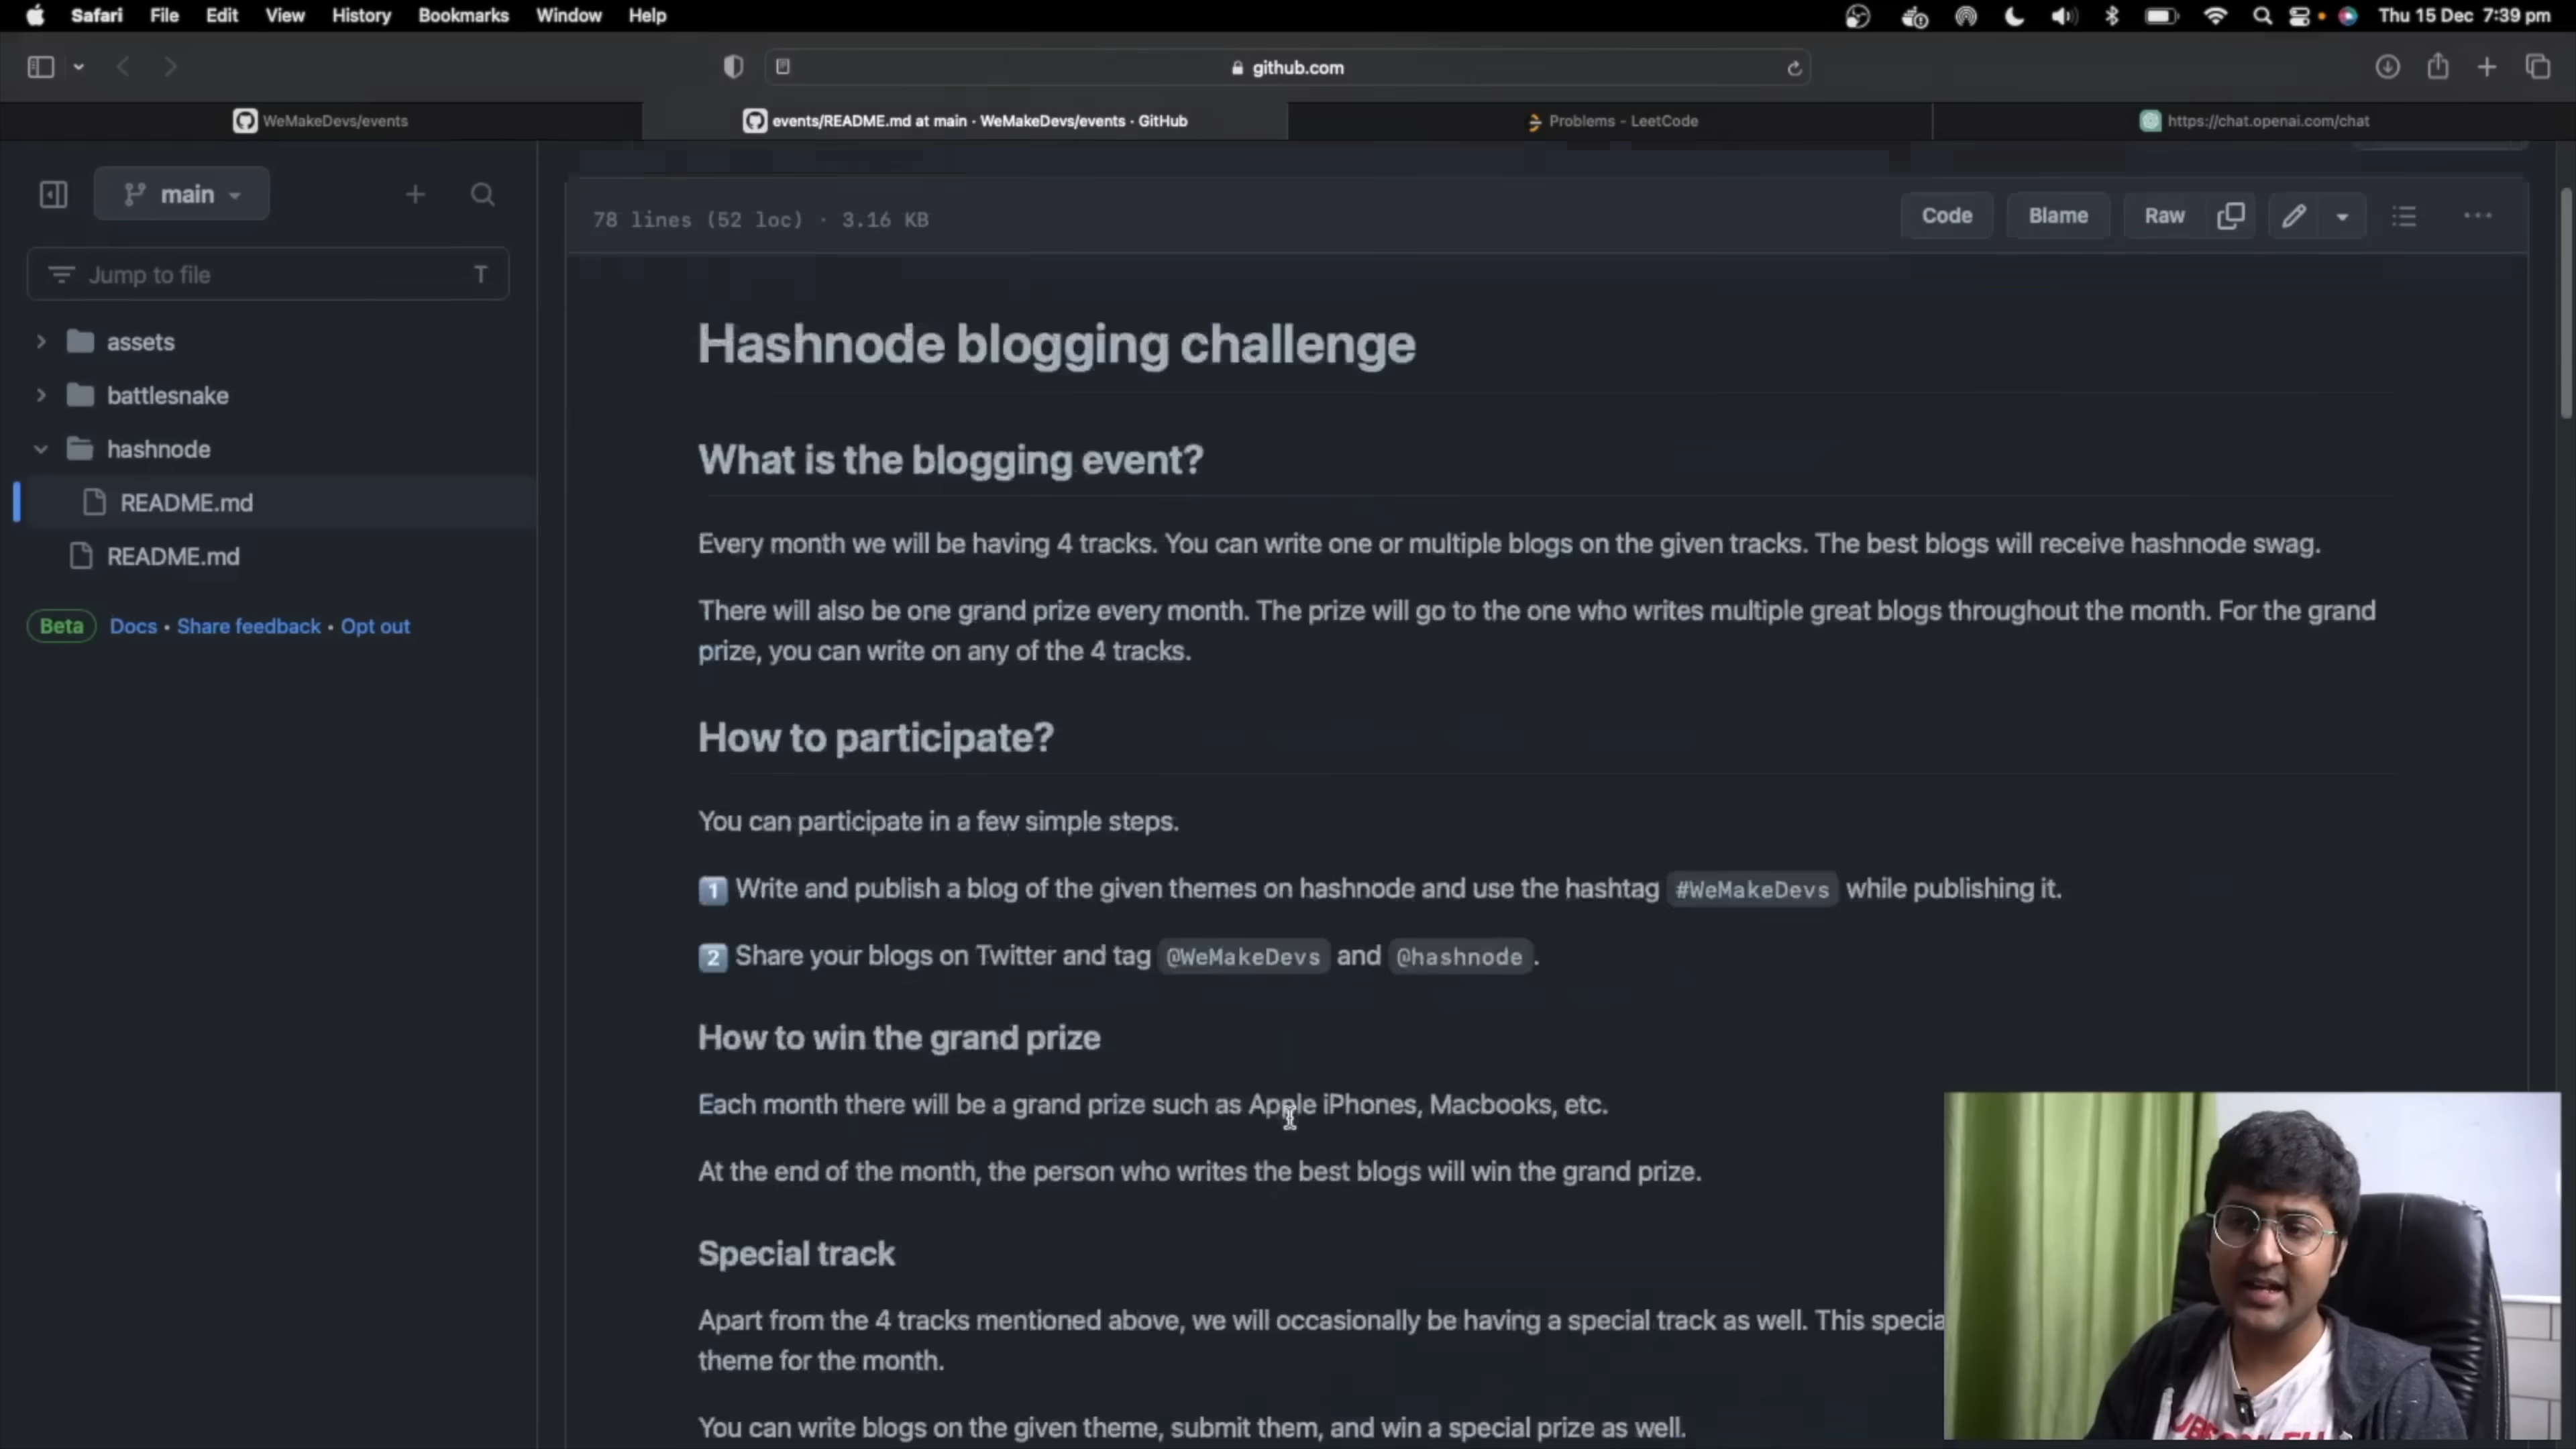 Safari File Edit View History Bookmarks Window Help Thu 15 Dec 7:39 pm
github.com
WeMakeDevs/events events/README.md at main · WeMakeDevs/events · GitHub Problems - LeetCode https://chat.openai.com/chat
main
78 lines (52 loc) · 3.16 KB Code Blame Raw
Jump to file T
assets
battlesnake
hashnode
README.md
README.md
Beta Docs • Share feedback • Opt out
Hashnode blogging challenge
What is the blogging event?
Every month we will be having 4 tracks. You can write one or multiple blogs on the given tracks. The best blogs will receive hashnode swag.
There will also be one grand prize every month. The prize will go to the one who writes multiple great blogs throughout the month. For the grand
prize, you can write on any of the 4 tracks.
How to participate?
You can participate in a few simple steps.
1 Write and publish a blog of the given themes on hashnode and use the hashtag #WeMakeDevs while publishing it.
2 Share your blogs on Twitter and tag @WeMakeDevs and @hashnode .
How to win the grand prize
Each month there will be a grand prize such as Apple iPhones, Macbooks, etc.
At the end of the month, the person who writes the best blogs will win the grand prize.
Special track
Apart from the 4 tracks mentioned above, we will occasionally be having a special track as well. This
theme for the month.
You can write blogs on the given theme, submit them, and win a special prize as well.